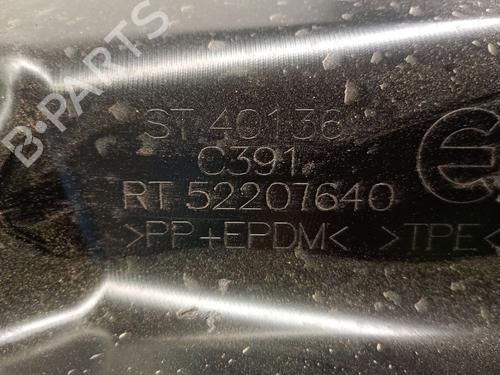 B-PARTS
ST 40136
C391
RT 52207640
>PP+EPDM< >TPE<